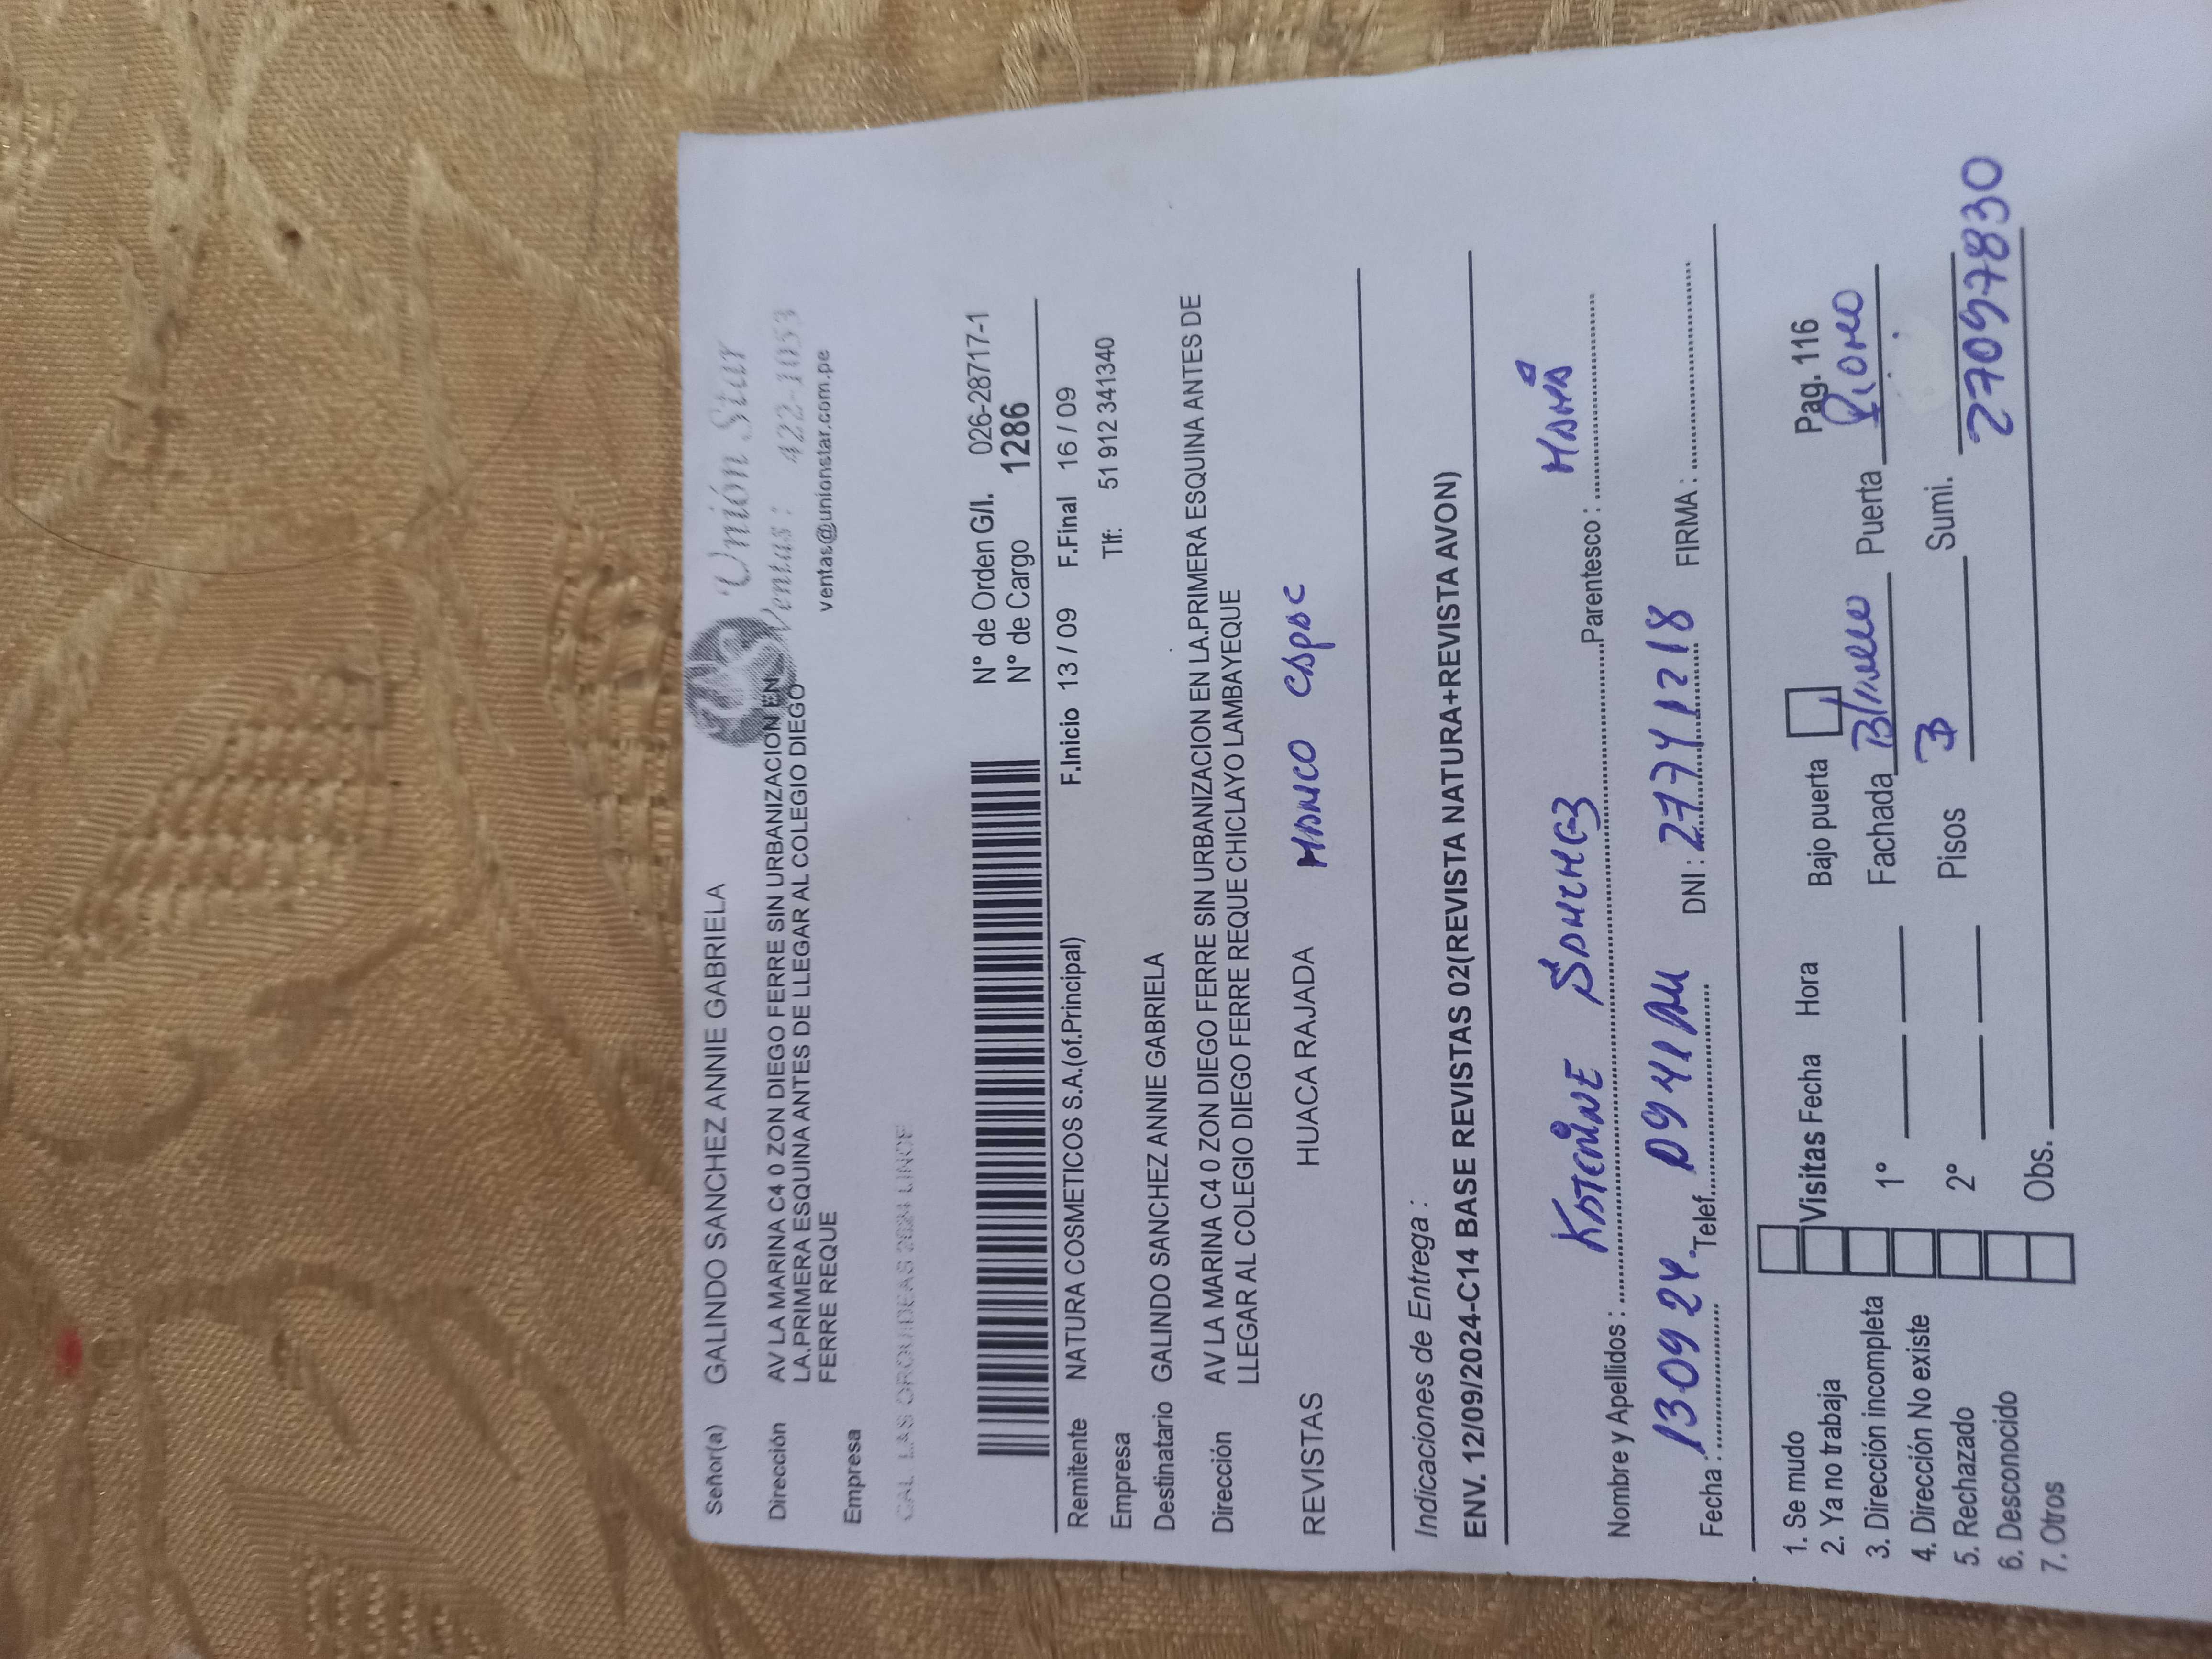 Unión Star
Ventas: 422-1053
ventas@unionstar.com.pe
Señor(a) GALINDO SANCHEZ ANNIE GABRIELA
Dirección AV LA MARINA C4 0 ZON DIEGO FERRE SIN URBANIZACION EN
LA.PRIMERA ESQUINA ANTES DE LLEGAR AL COLEGIO DIEGO
FERRE REQUE
Empresa
CAL. LAS ORQUIDEAS 2624 LINCE
N° de Orden G/I. 026-28717-1
N° de Cargo 1286
F.Inicio 13 / 09 F.Final 16 / 09
Remitente NATURA COSMETICOS S.A.(of.Principal)
Empresa Tlf: 51 912 341340
Destinatario GALINDO SANCHEZ ANNIE GABRIELA
Dirección AV LA MARINA C4 0 ZON DIEGO FERRE SIN URBANIZACION EN LA.PRIMERA ESQUINA ANTES DE
LLEGAR AL COLEGIO DIEGO FERRE REQUE CHICLAYO LAMBAYEQUE
REVISTAS HUACA RAJADA MANCO CAPAC
Indicaciones de Entrega :
ENV. 12/09/2024-C14 BASE REVISTAS 02(REVISTA NATURA+REVISTA AVON)
Nombre y Apellidos : SANCHEZ Parentesco : MAMÁ
Fecha : 130924 Telef. DNI : 27741218 FIRMA :
Pag. 116
1. Se mudo Visitas Fecha Hora Bajo puerta
2. Ya no trabaja
3. Dirección incompleta 1° Fachada Puerta
4. Dirección No existe
5. Rechazado 2° Pisos 3 Sumi. 27097830
6. Desconocido
7. Otros Obs.